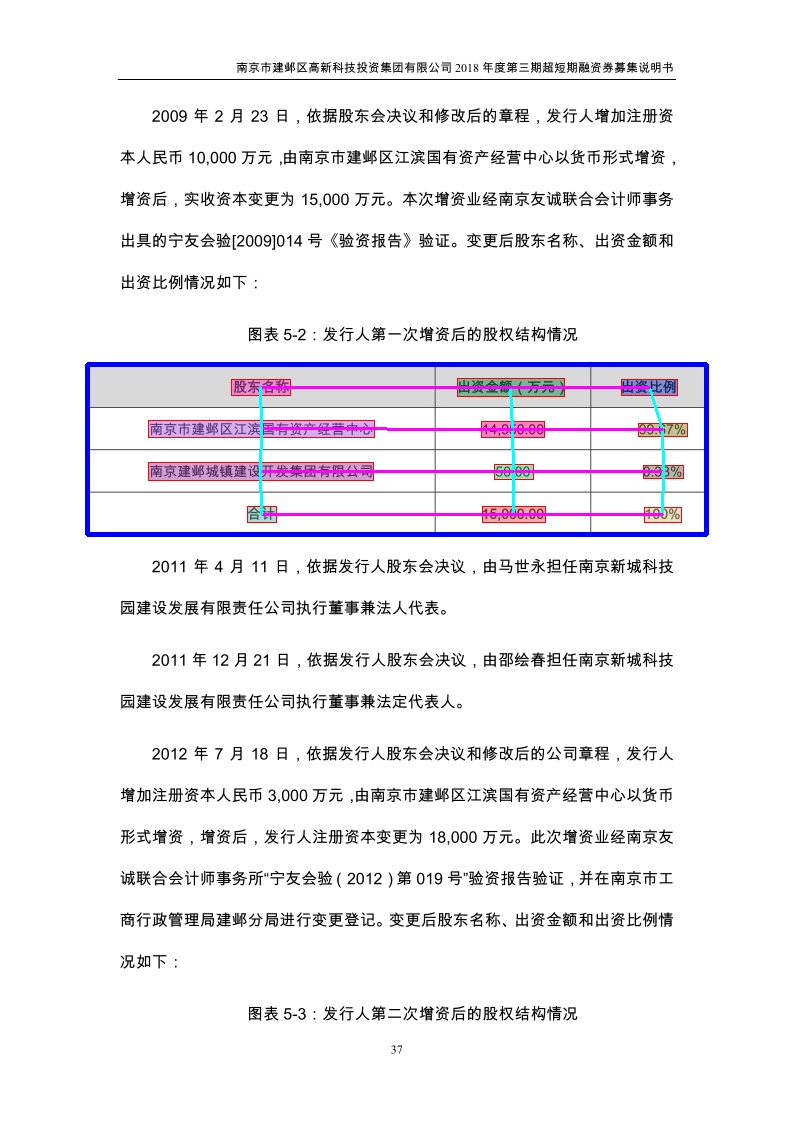 南京市建邺区高新科技投资集团有限公司 2018 年度第三期超短期融资券募集说明书
2009 年 2 月 23 日，依据股东会决议和修改后的章程，发行人增加注册资
本人民币 10,000 万元，由南京市建邺区江滨国有资产经营中心以货币形式增资，
增资后，实收资本变更为 15,000 万元。本次增资业经南京友诚联合会计师事务
出具的宁友会验[2009]014 号《验资报告》验证。变更后股东名称、出资金额和
出资比例情况如下：
图表 5-2：发行人第一次增资后的股权结构情况
股东名称 出资金额（万元） 出资比例
南京市建邺区江滨国有资产经营中心 14,950.00 99.67%
南京建邺城镇建设开发集团有限公司 50.00 0.33%
合计 15,000.00 100%
2011 年 4 月 11 日，依据发行人股东会决议，由马世永担任南京新城科技
园建设发展有限责任公司执行董事兼法人代表。
2011 年 12 月 21 日，依据发行人股东会决议，由邵绘春担任南京新城科技
园建设发展有限责任公司执行董事兼法定代表人。
2012 年 7 月 18 日，依据发行人股东会决议和修改后的公司章程，发行人
增加注册资本人民币 3,000 万元，由南京市建邺区江滨国有资产经营中心以货币
形式增资，增资后，发行人注册资本变更为 18,000 万元。此次增资业经南京友
诚联合会计师事务所“宁友会验（2012）第 019 号”验资报告验证，并在南京市工
商行政管理局建邺分局进行变更登记。变更后股东名称、出资金额和出资比例情
况如下：
图表 5-3：发行人第二次增资后的股权结构情况
37